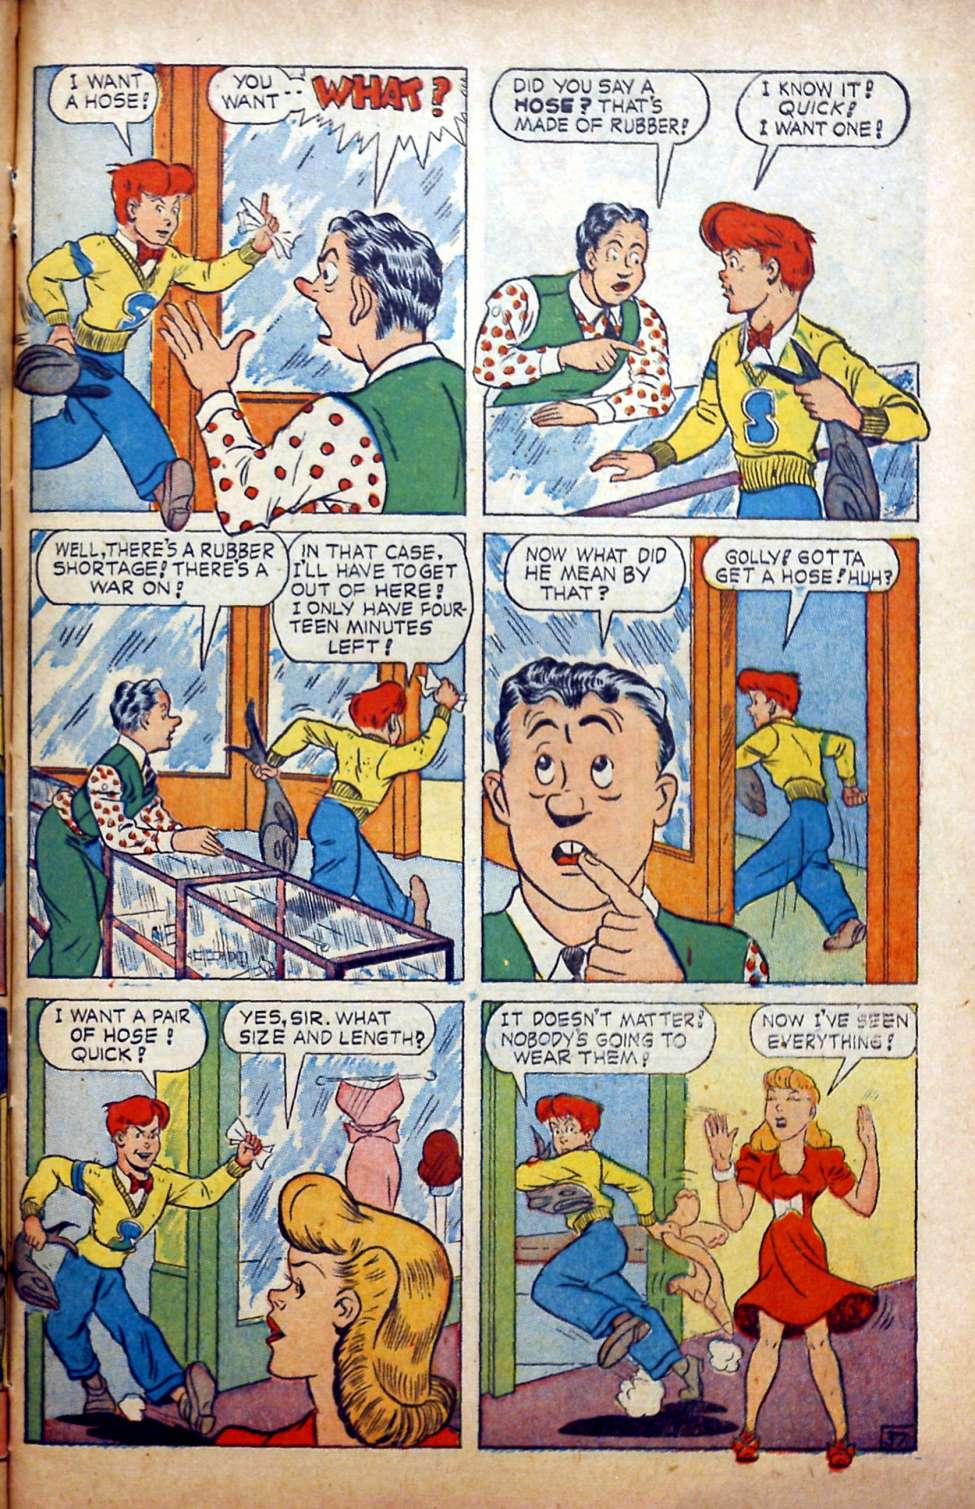 I WANT
A HOSE!
YOU
WANT--
WHAT?
DID YOU SAY A
HOSE? THAT'S
MADE OF RUBBER!
I KNOW IT!
QUICK!
I WANT ONE!
S
S
WELL, THERE'S A RUBBER
SHORTAGE! THERE'S A
WAR ON!
IN THAT CASE,
I'LL HAVE TO GET
OUT OF HERE!
I ONLY HAVE FOUR-
TEEN MINUTES
LEFT!
NOW WHAT DID
HE MEAN BY
THAT?
GOLLY! GOTTA
GET A HOSE! HUH?
I WANT A PAIR
OF HOSE!
QUICK!
YES, SIR. WHAT
SIZE AND LENGTH?
S
IT DOESN'T MATTER!
NOBODY'S GOING TO
WEAR THEM!
NOW I'VE SEEN
EVERYTHING!
37